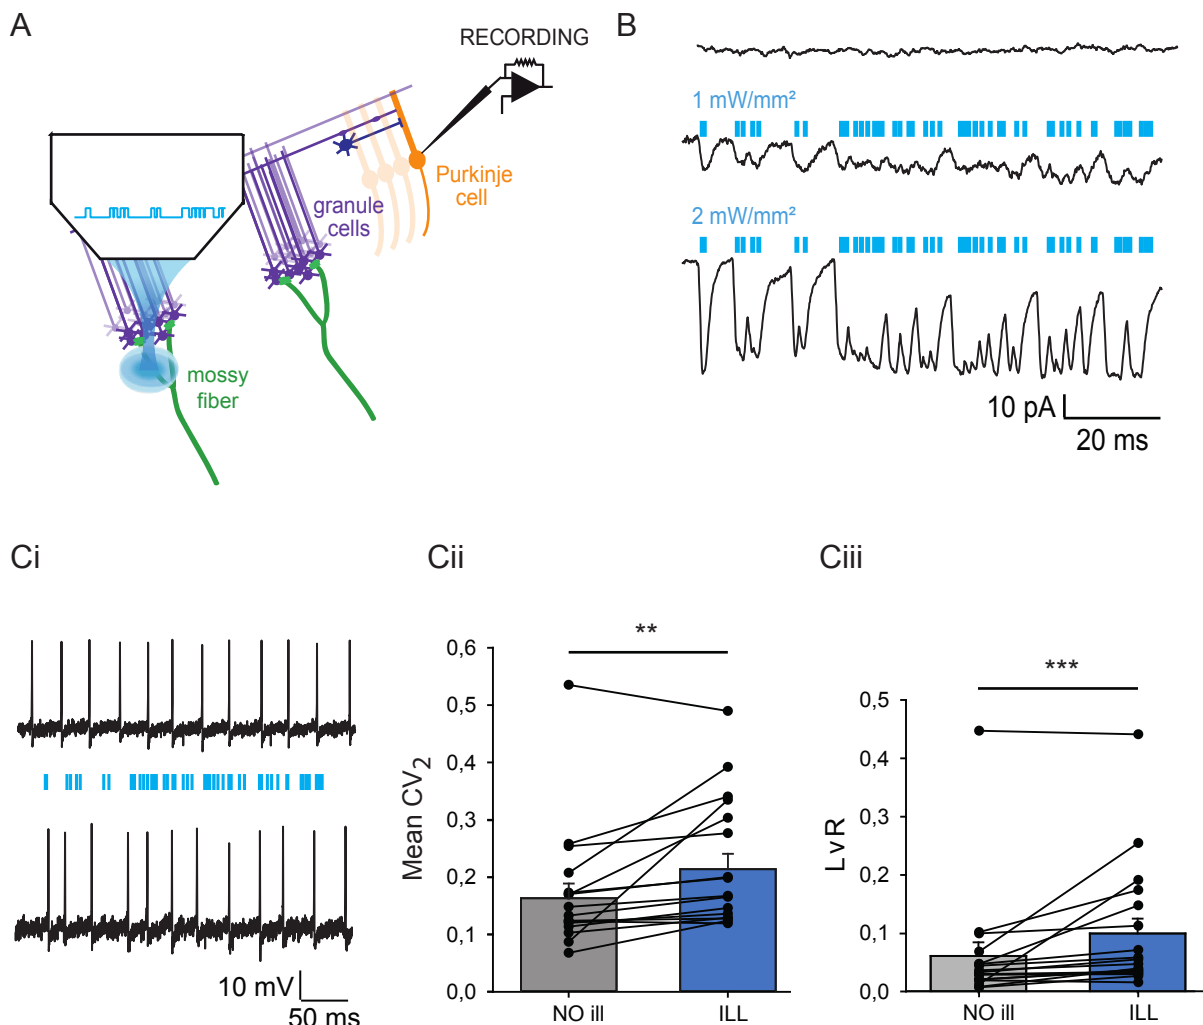 A
RECORDING
granule
cells
Purkinje
cell
mossy
fiber
B
1 mW/mm²
2 mW/mm²
10 pA
20 ms
Ci
10 mV
50 ms
Cii
**
Mean CV2
0,6
0,5
0,4
0,3
0,2
0,1
0,0
NO ill
ILL
Ciii
***
LvR
0,5
0,4
0,3
0,2
0,1
0,0
NO ill
ILL